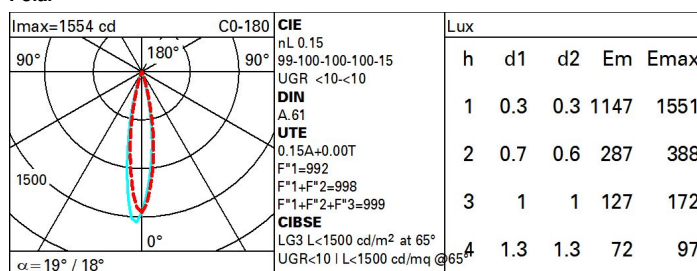 Imax=1554 cd C0-180
90° 180° 90°
1500
0°
α= 19° / 18°
CIE
nL 0.15
99-100-100-100-15
UGR <10-<10
DIN
A.61
UTE
0.15A+0.00T
F"1=992
F"1+F"2=998
F"1+F"2+F"3=999
CIBSE
LG3 L<1500 cd/m² at 65°
UGR<10 | L<1500 cd/mq @65°
Lux
h d1 d2 Em Emax
1 0.3 0.3 1147 1551
2 0.7 0.6 287 388
3 1 1 127 172
4 1.3 1.3 72 97